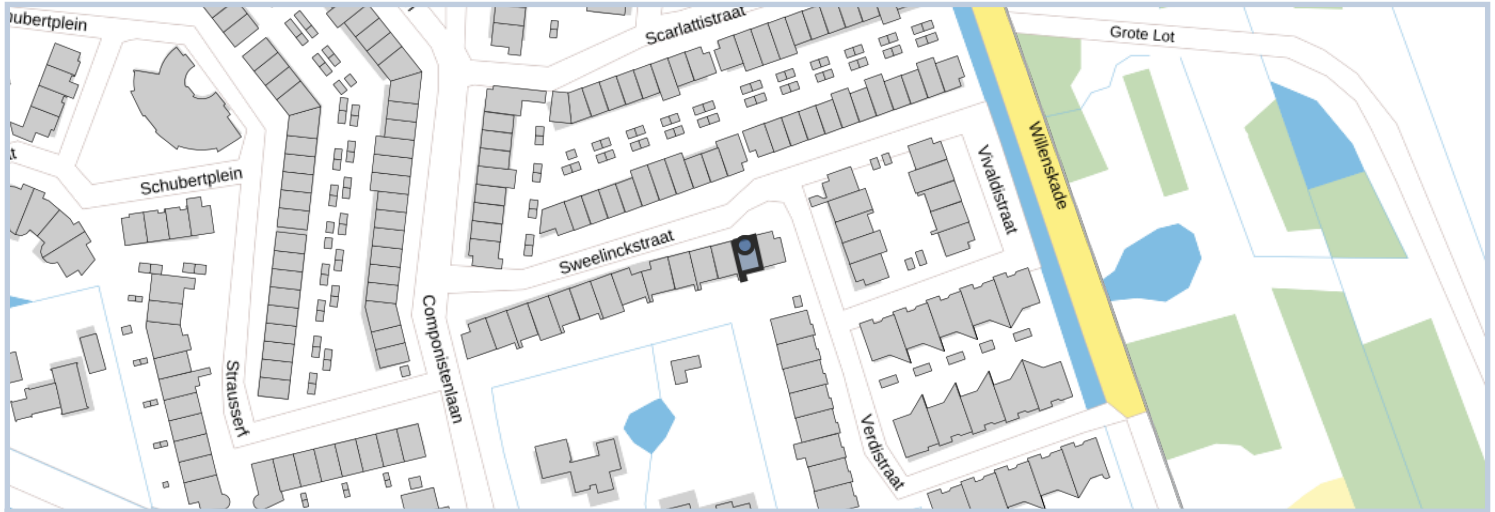 Schubertplein
Scarlattistraat
Grote Lot
Willenskade
Vivaldistraat
Schubertplein
Sweelinckstraat
Componistenlaan
Strausserf
Verdistraat